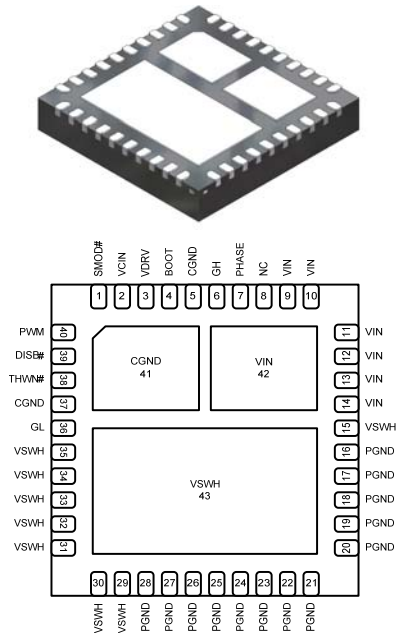 SMOD# VCIN VDRV BOOT CGND GH PHASE NC VIN VIN
1 2 3 4 5 6 7 8 9 10
PWM 40
DISB# 39
THWN# 38
CGND 37
GL 36
VSWH 35
VSWH 34
VSWH 33
VSWH 32
VSWH 31
CGND
41
VIN
42
VSWH
43
11 VIN
12 VIN
13 VIN
14 VIN
15 VSWH
16 PGND
17 PGND
18 PGND
19 PGND
20 PGND
30 29 28 27 26 25 24 23 22 21
VSWH VSWH PGND PGND PGND PGND PGND PGND PGND PGND